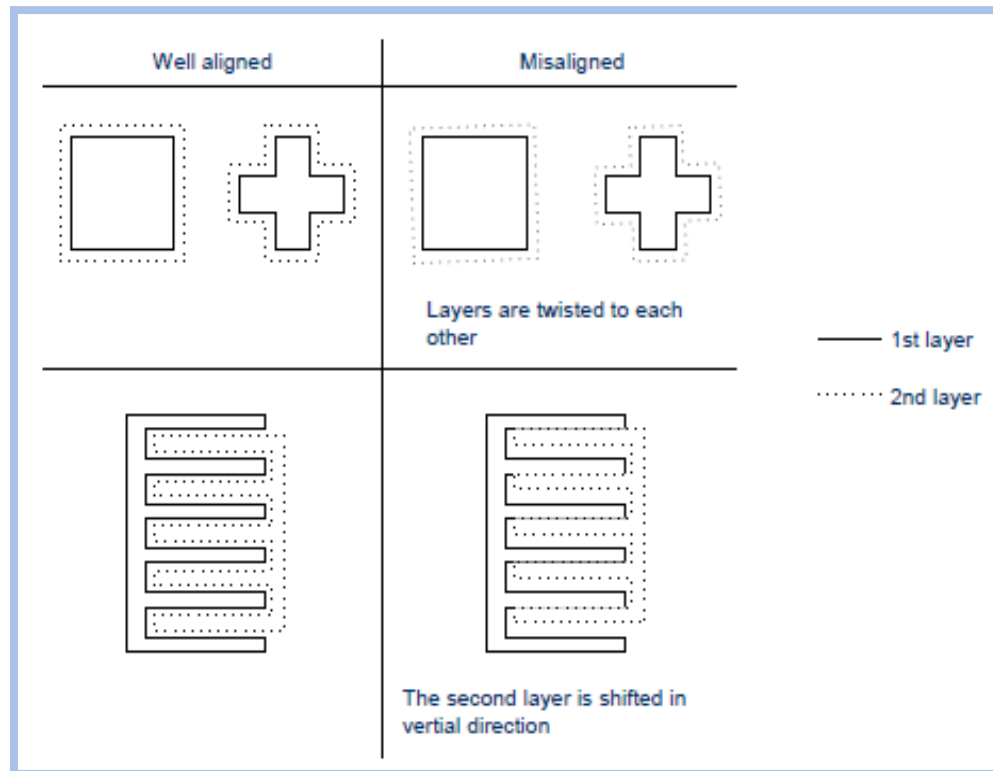 Well aligned
Misaligned
Layers are twisted to each
other
1st layer
2nd layer
The second layer is shifted in
vertial direction